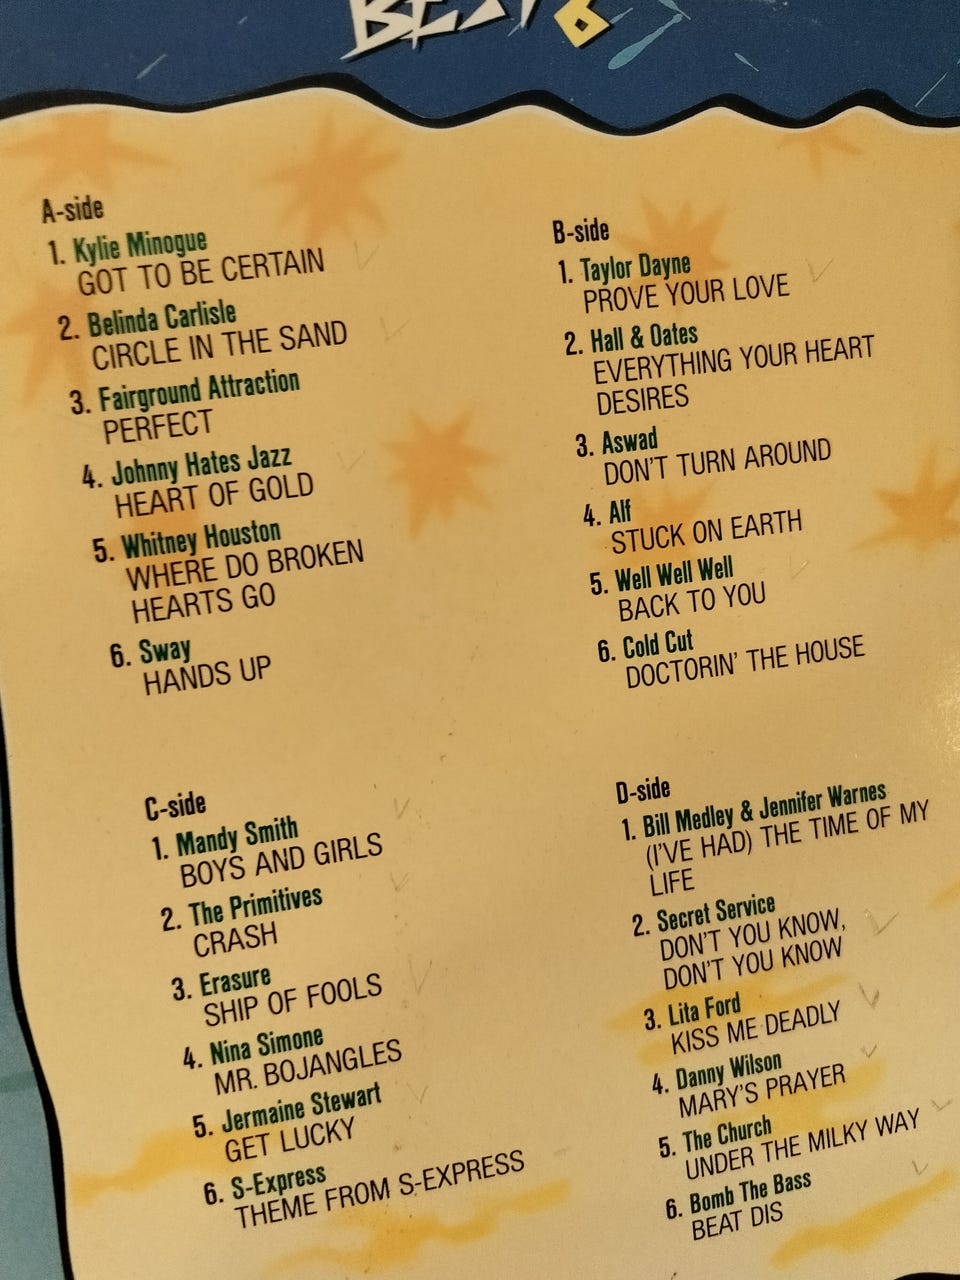 BEST 6
A-side
1. Kylie Minogue
GOT TO BE CERTAIN
2. Belinda Carlisle
CIRCLE IN THE SAND
3. Fairground Attraction
PERFECT
4. Johnny Hates Jazz
HEART OF GOLD
5. Whitney Houston
WHERE DO BROKEN
HEARTS GO
6. Sway
HANDS UP
B-side
1. Taylor Dayne
PROVE YOUR LOVE
2. Hall & Oates
EVERYTHING YOUR HEART
DESIRES
3. Aswad
DON'T TURN AROUND
4. Alf
STUCK ON EARTH
5. Well Well Well
BACK TO YOU
6. Cold Cut
DOCTORIN' THE HOUSE
C-side
1. Mandy Smith
BOYS AND GIRLS
2. The Primitives
CRASH
3. Erasure
SHIP OF FOOLS
4. Nina Simone
MR. BOJANGLES
5. Jermaine Stewart
GET LUCKY
6. S-Express
THEME FROM S-EXPRESS
D-side
1. Bill Medley & Jennifer Warnes
(I'VE HAD) THE TIME OF MY
LIFE
2. Secret Service
DON'T YOU KNOW,
DON'T YOU KNOW
3. Lita Ford
KISS ME DEADLY
4. Danny Wilson
MARY'S PRAYER
5. The Church
UNDER THE MILKY WAY
6. Bomb The Bass
BEAT DIS